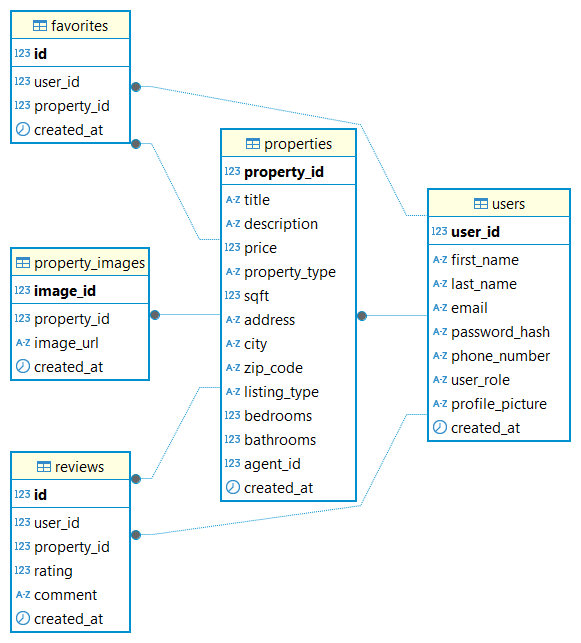 favorites
123 id
123 user_id
123 property_id
created_at
properties
123 property_id
A-Z title
A-Z description
123 price
A-Z property_type
123 sqft
A-Z address
A-Z city
A-Z zip_code
A-Z listing_type
123 bedrooms
123 bathrooms
123 agent_id
created_at
users
123 user_id
A-Z first_name
A-Z last_name
A-Z email
A-Z password_hash
A-Z phone_number
A-Z user_role
A-Z profile_picture
created_at
property_images
123 image_id
123 property_id
A-Z image_url
created_at
reviews
123 id
123 user_id
123 property_id
123 rating
A-Z comment
created_at